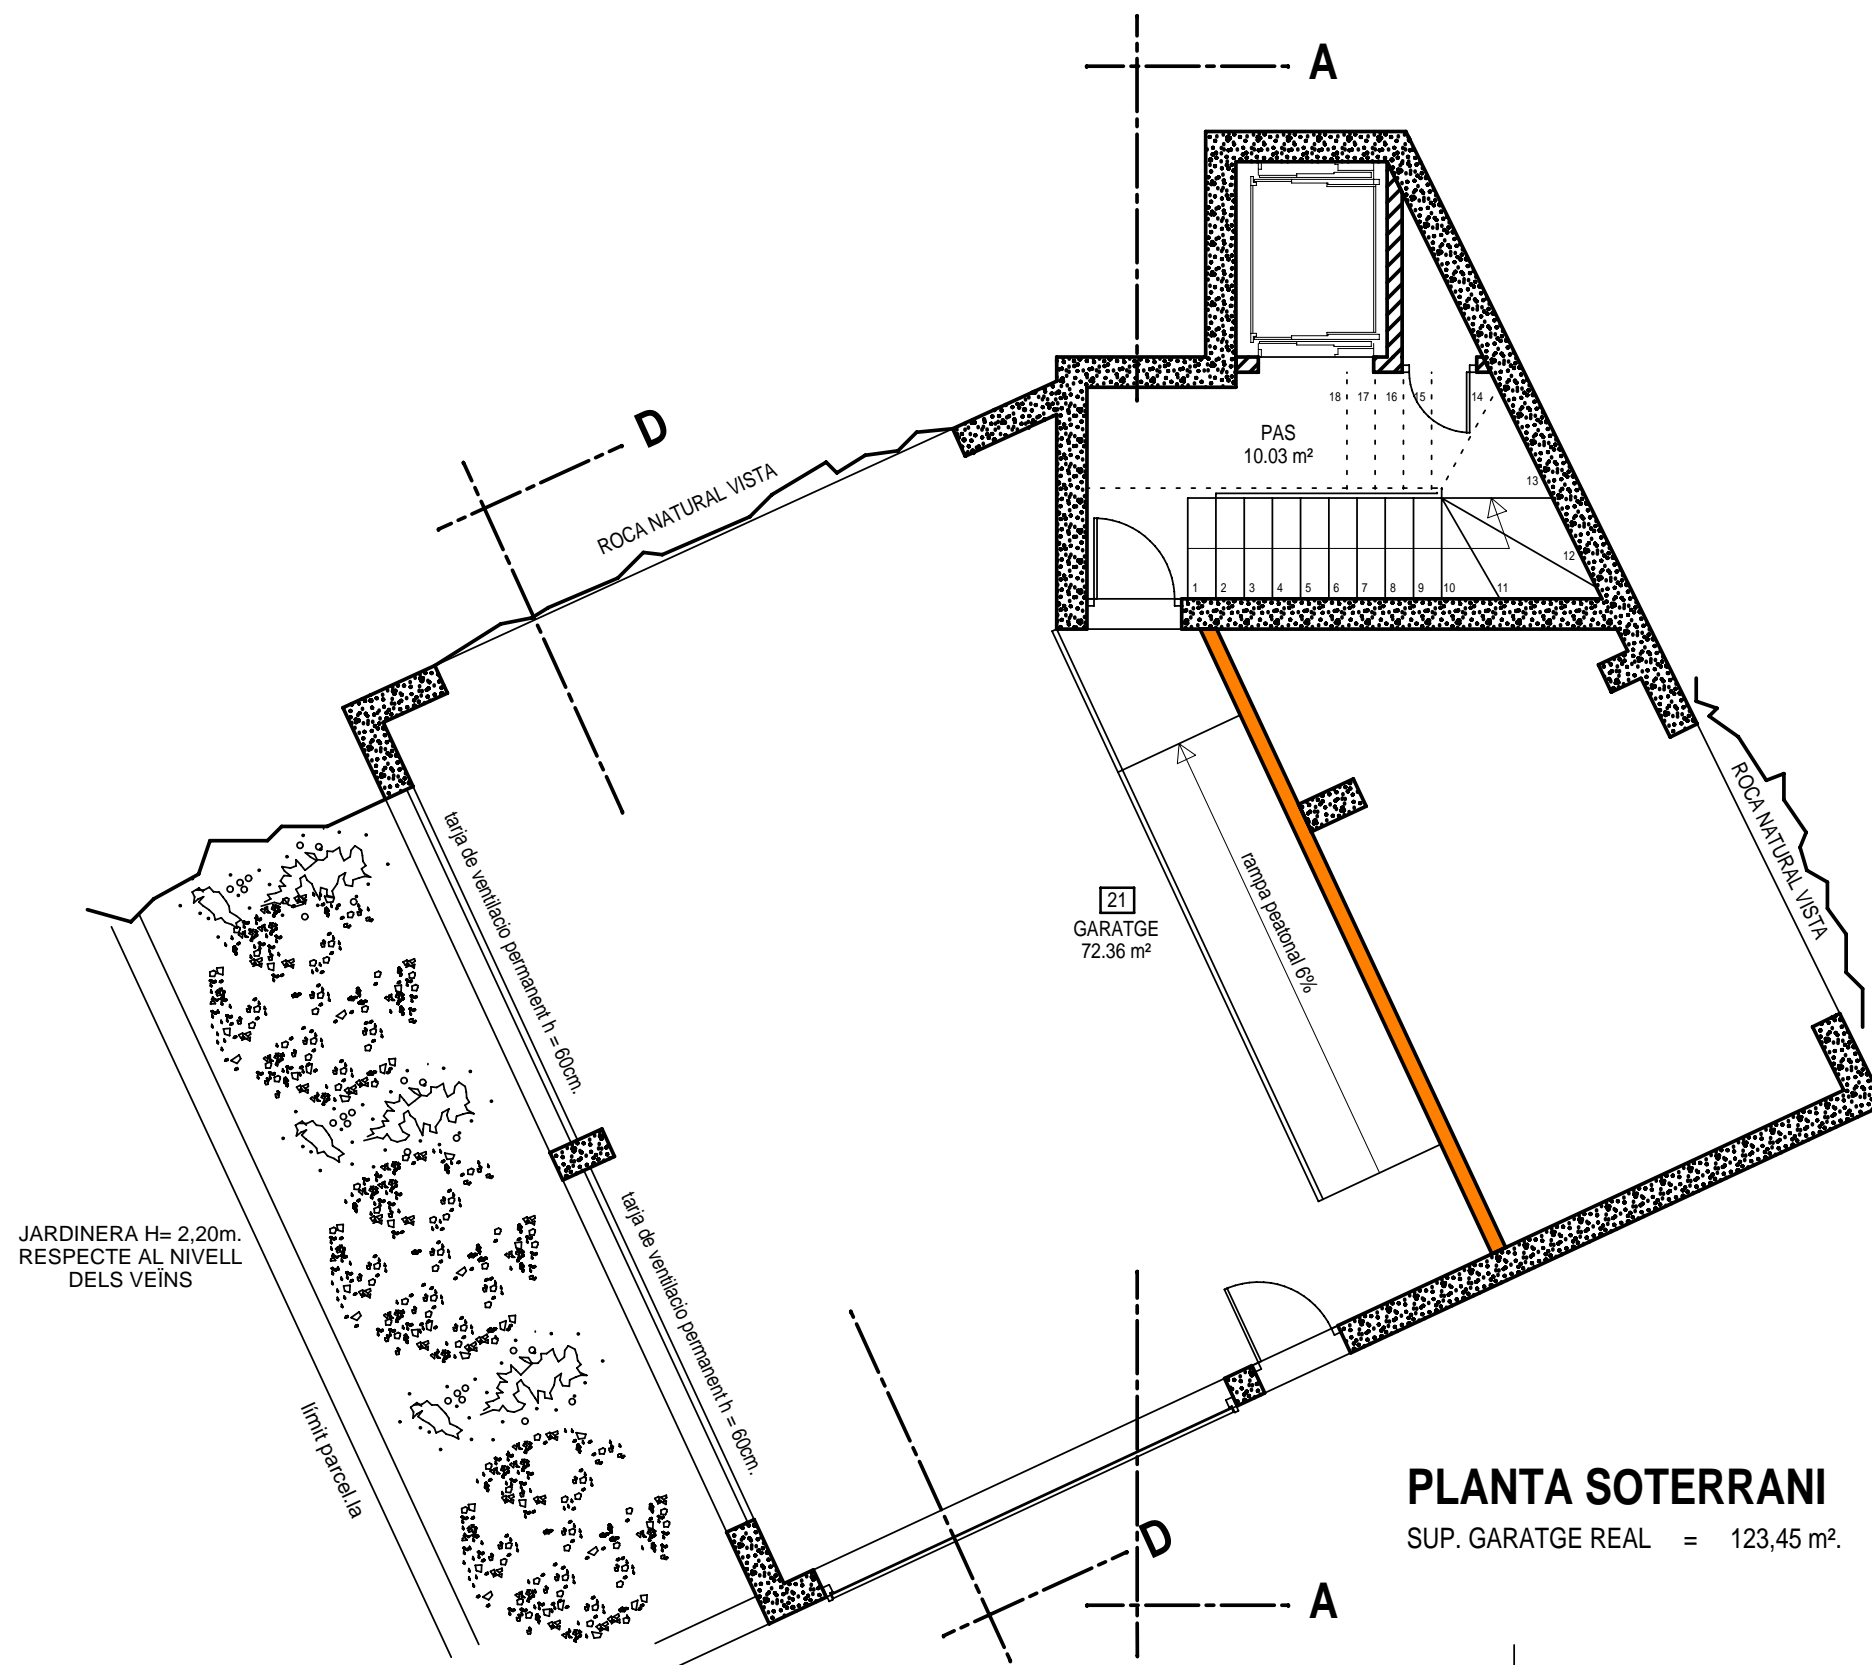 A
D
ROCA NATURAL VISTA
18 17 16 15 14
PAS
10.03 m²
13
12
1 2 3 4 5 6 7 8 9 10 11
ROCA NATURAL VISTA
tarja de ventilacio permanent h = 60cm.
rampa peatonal 6%
21
GARATGE
72.36 m²
JARDINERA H= 2,20m.
RESPECTE AL NIVELL
DELS VEÏNS
tarja de ventilacio permanent h = 60cm.
límit parcel.la
PLANTA SOTERRANI
SUP. GARATGE REAL = 123,45 m².
D
A